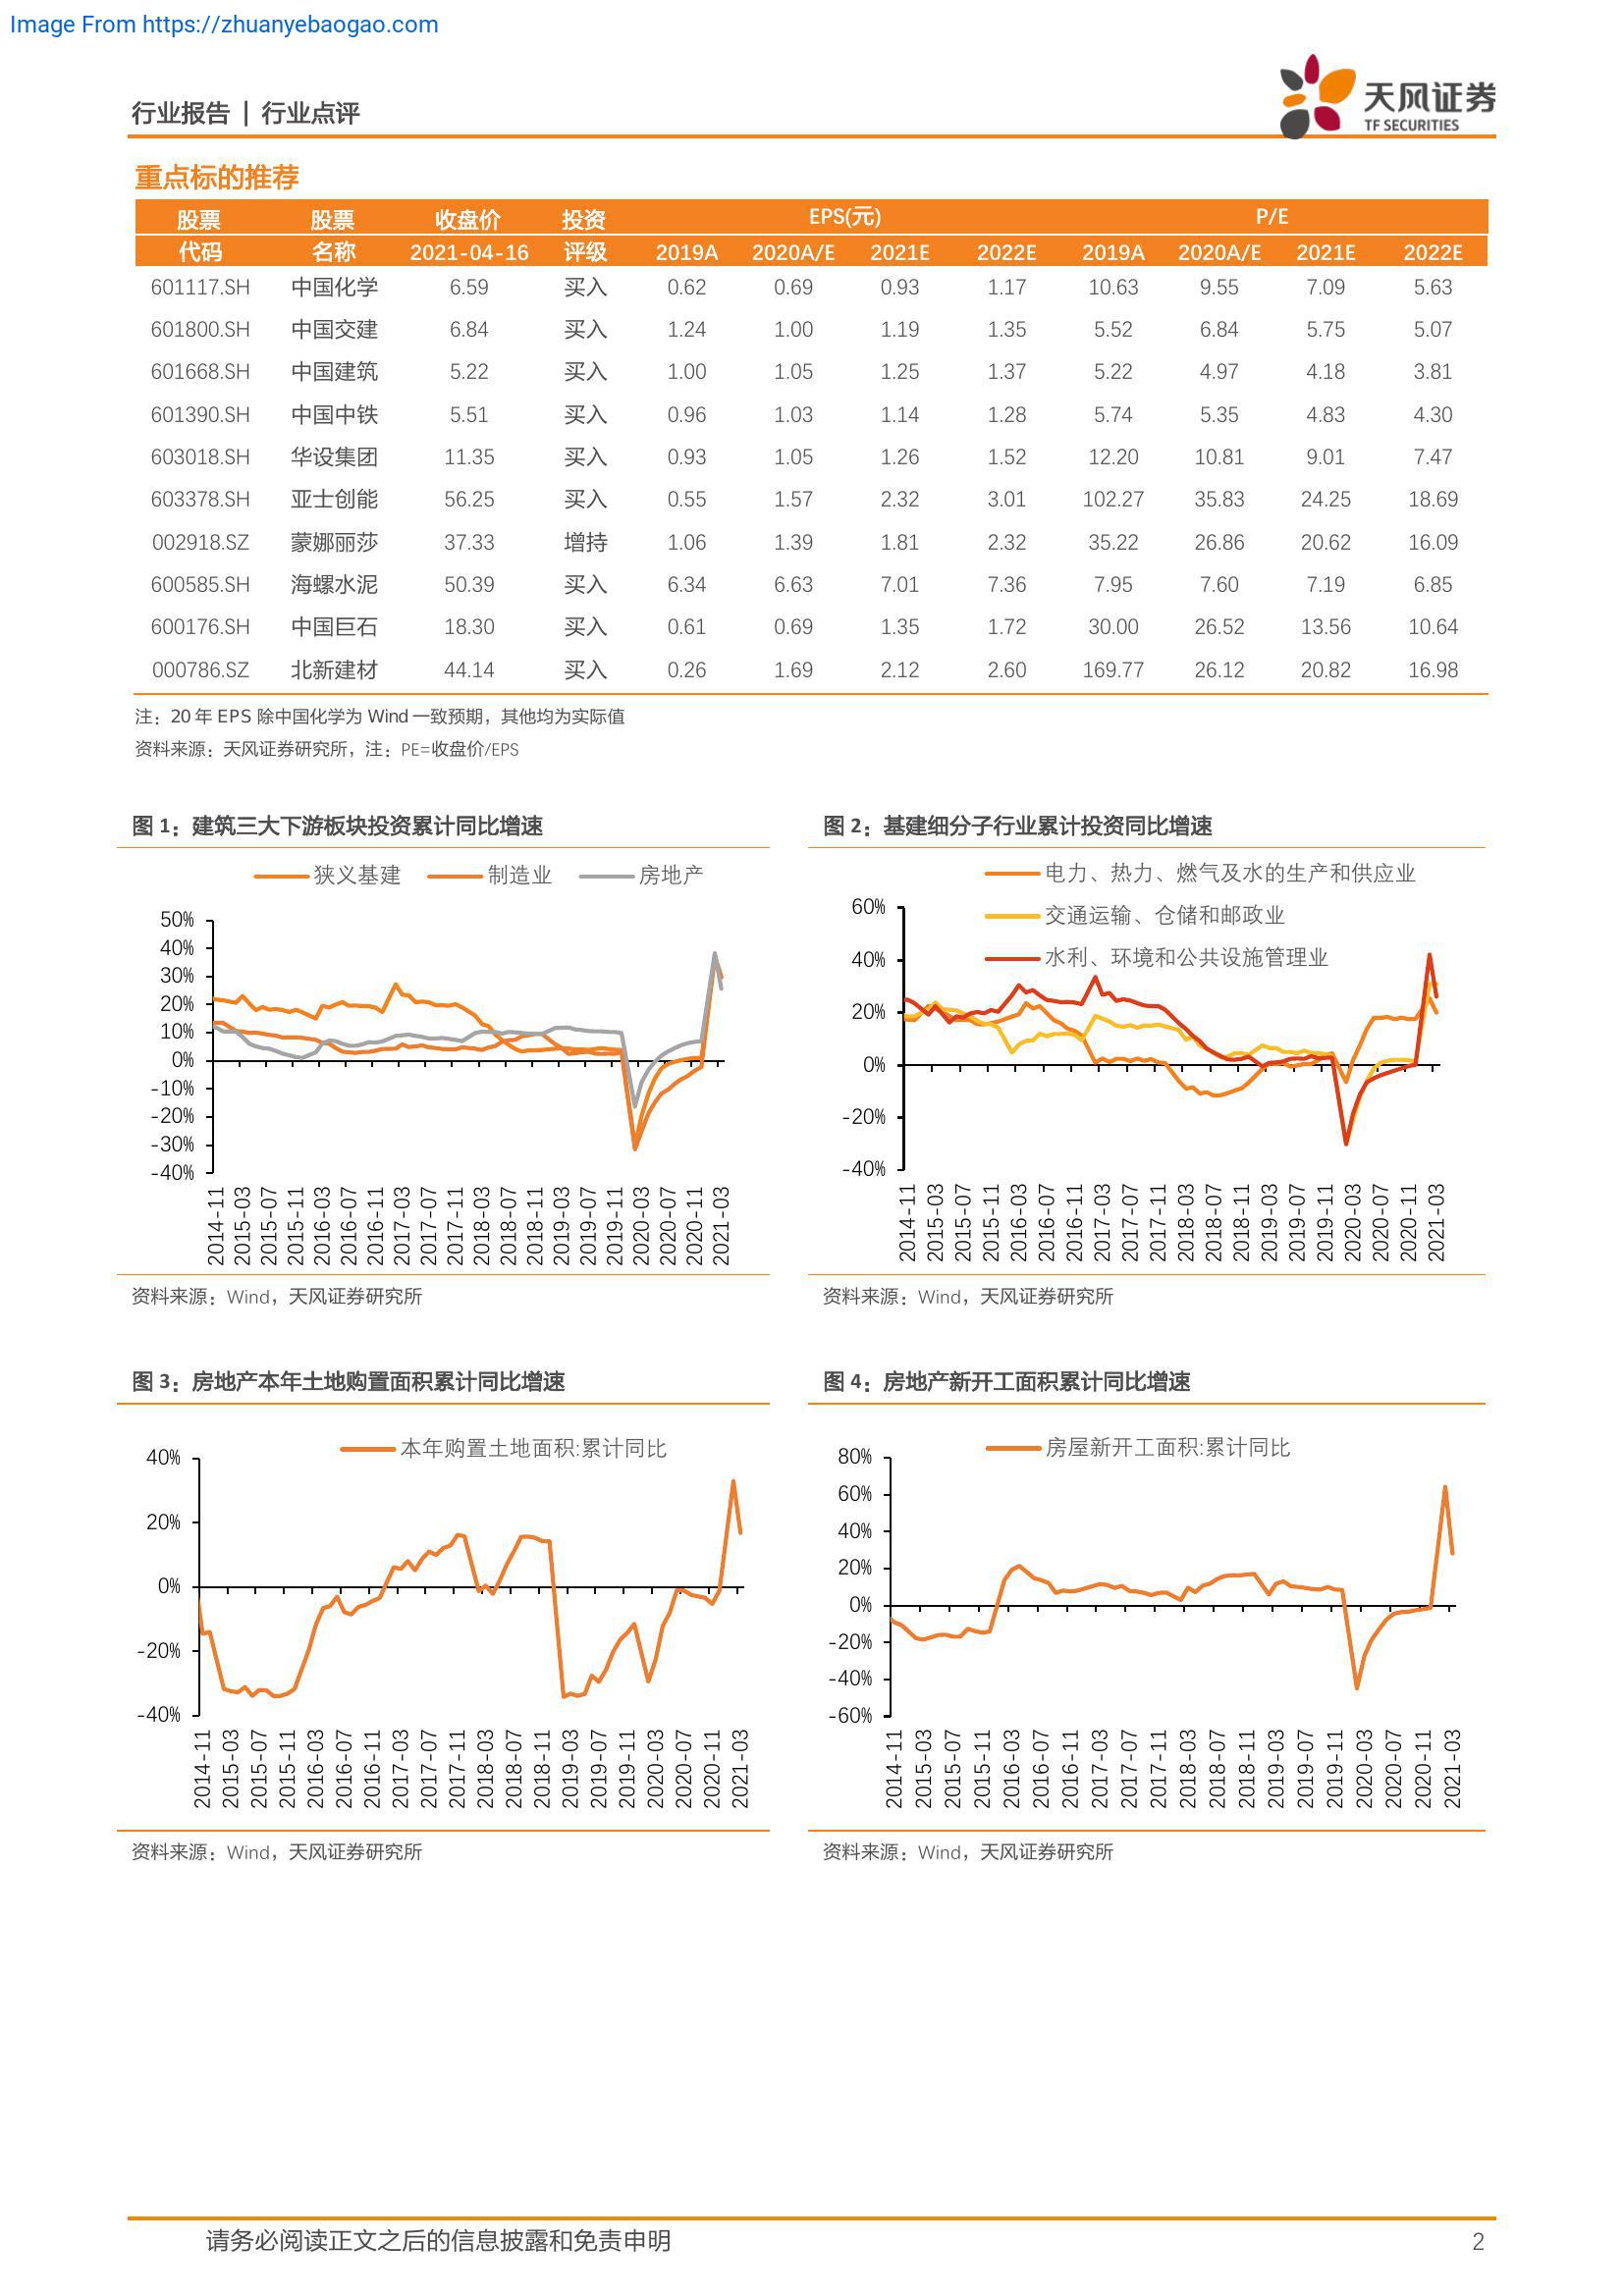 Image From https://zhuanyebaogao.com
行业报告 | 行业点评
天风证券
TF SECURITIES
重点标的推荐
股票 股票 收盘价 投资 EPS(元) P/E
代码 名称 2021-04-16 评级 2019A 2020A/E 2021E 2022E 2019A 2020A/E 2021E 2022E
601117.SH 中国化学 6.59 买入 0.62 0.69 0.93 1.17 10.63 9.55 7.09 5.63
601800.SH 中国交建 6.84 买入 1.24 1.00 1.19 1.35 5.52 6.84 5.75 5.07
601668.SH 中国建筑 5.22 买入 1.00 1.05 1.25 1.37 5.22 4.97 4.18 3.81
601390.SH 中国中铁 5.51 买入 0.96 1.03 1.14 1.28 5.74 5.35 4.83 4.30
603018.SH 华设集团 11.35 买入 0.93 1.05 1.26 1.52 12.20 10.81 9.01 7.47
603378.SH 亚士创能 56.25 买入 0.55 1.57 2.32 3.01 102.27 35.83 24.25 18.69
002918.SZ 蒙娜丽莎 37.33 增持 1.06 1.39 1.81 2.32 35.22 26.86 20.62 16.09
600585.SH 海螺水泥 50.39 买入 6.34 6.63 7.01 7.36 7.95 7.60 7.19 6.85
600176.SH 中国巨石 18.30 买入 0.61 0.69 1.35 1.72 30.00 26.52 13.56 10.64
000786.SZ 北新建材 44.14 买入 0.26 1.69 2.12 2.60 169.77 26.12 20.82 16.98
注：20 年 EPS 除中国化学为 Wind 一致预期，其他均为实际值
资料来源：天风证券研究所，注：PE=收盘价/EPS
图 1：建筑三大下游板块投资累计同比增速
狭义基建 制造业 房地产
50%
40%
30%
20%
10%
0%
-10%
-20%
-30%
-40%
2014-11 2015-03 2015-07 2015-11 2016-03 2016-07 2016-11 2017-03 2017-07 2017-11 2018-03 2018-07 2018-11 2019-03 2019-07 2019-11 2020-03 2020-07 2020-11 2021-03
资料来源：Wind，天风证券研究所
图 2：基建细分子行业累计投资同比增速
电力、热力、燃气及水的生产和供应业
交通运输、仓储和邮政业
水利、环境和公共设施管理业
60%
40%
20%
0%
-20%
-40%
2014-11 2015-03 2015-07 2015-11 2016-03 2016-07 2016-11 2017-03 2017-07 2017-11 2018-03 2018-07 2018-11 2019-03 2019-07 2019-11 2020-03 2020-07 2020-11 2021-03
资料来源：Wind，天风证券研究所
图 3：房地产本年土地购置面积累计同比增速
本年购置土地面积:累计同比
40%
20%
0%
-20%
-40%
2014-11 2015-03 2015-07 2015-11 2016-03 2016-07 2016-11 2017-03 2017-07 2017-11 2018-03 2018-07 2018-11 2019-03 2019-07 2019-11 2020-03 2020-07 2020-11 2021-03
资料来源：Wind，天风证券研究所
图 4：房地产新开工面积累计同比增速
房屋新开工面积:累计同比
80%
60%
40%
20%
0%
-20%
-40%
-60%
2014-11 2015-03 2015-07 2015-11 2016-03 2016-07 2016-11 2017-03 2017-07 2017-11 2018-03 2018-07 2018-11 2019-03 2019-07 2019-11 2020-03 2020-07 2020-11 2021-03
资料来源：Wind，天风证券研究所
请务必阅读正文之后的信息披露和免责申明 2